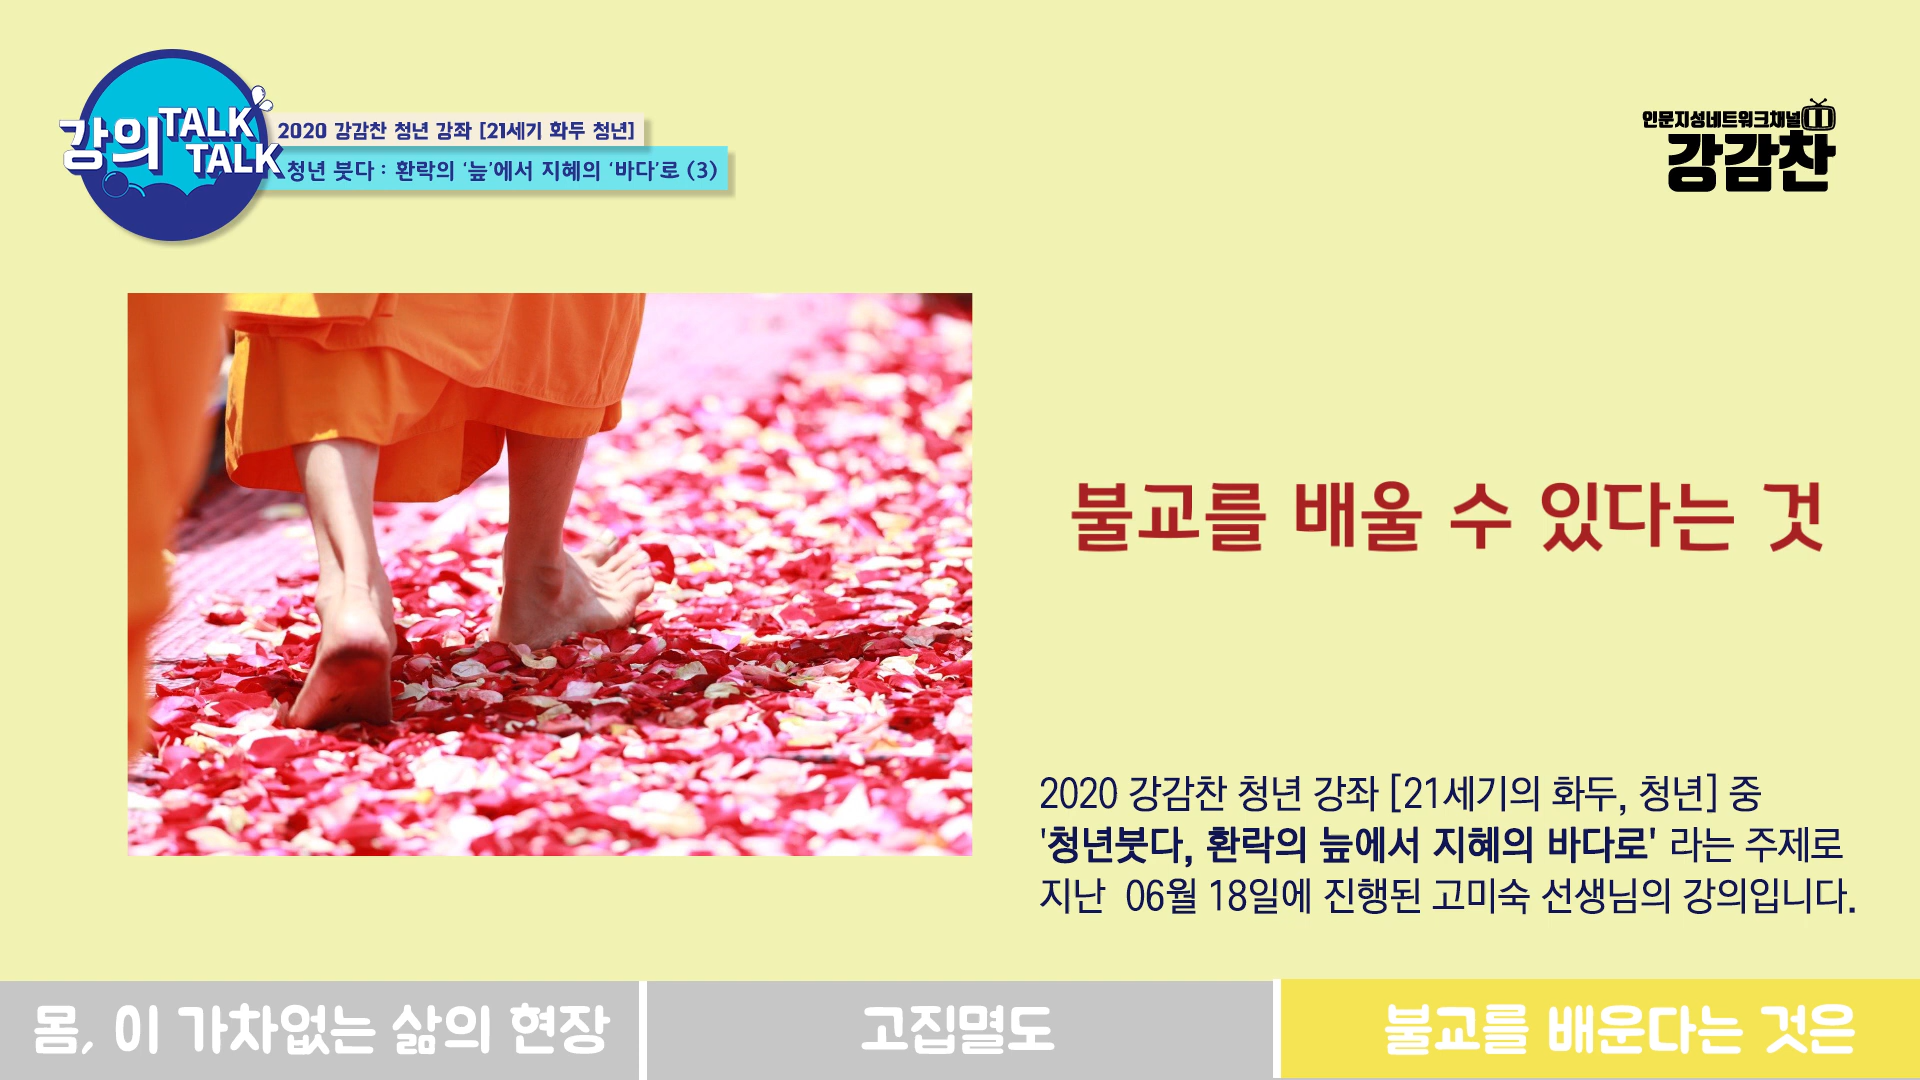 강의 TALK
TALK
2020 강감찬 청년 강좌 [21세기 화두 청년]
청년 붓다 : 환락의 ‘늪’에서 지혜의 ‘바다’로 (3)
인문지성네트워크채널
강감찬
불교를 배울 수 있다는 것
2020 강감찬 청년 강좌 [21세기의 화두, 청년] 중
'청년붓다, 환락의 늪에서 지혜의 바다로' 라는 주제로
지난 06월 18일에 진행된 고미숙 선생님의 강의입니다.
몸, 이 가차없는 삶의 현장
고집멸도
불교를 배운다는 것은